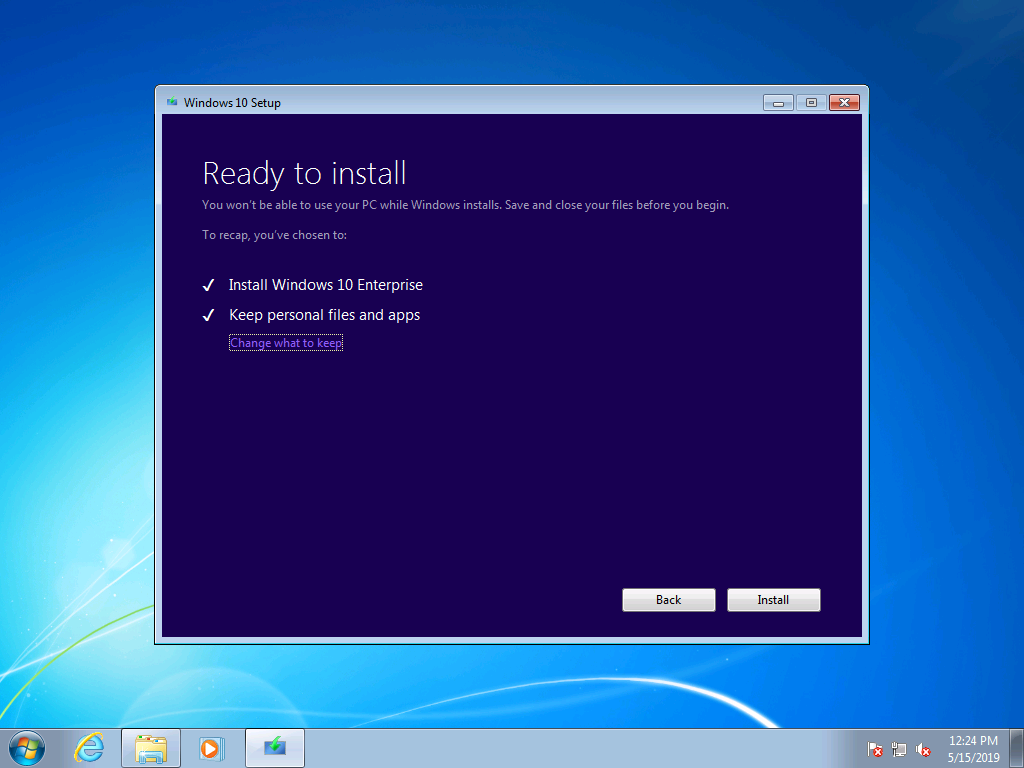 Windows 10 Setup
Ready to install
You won't be able to use your PC while Windows installs. Save and close your files before you begin.
To recap, you've chosen to:
Install Windows 10 Enterprise
Keep personal files and apps
Change what to keep
Back
Install
12:24 PM
5/15/2019